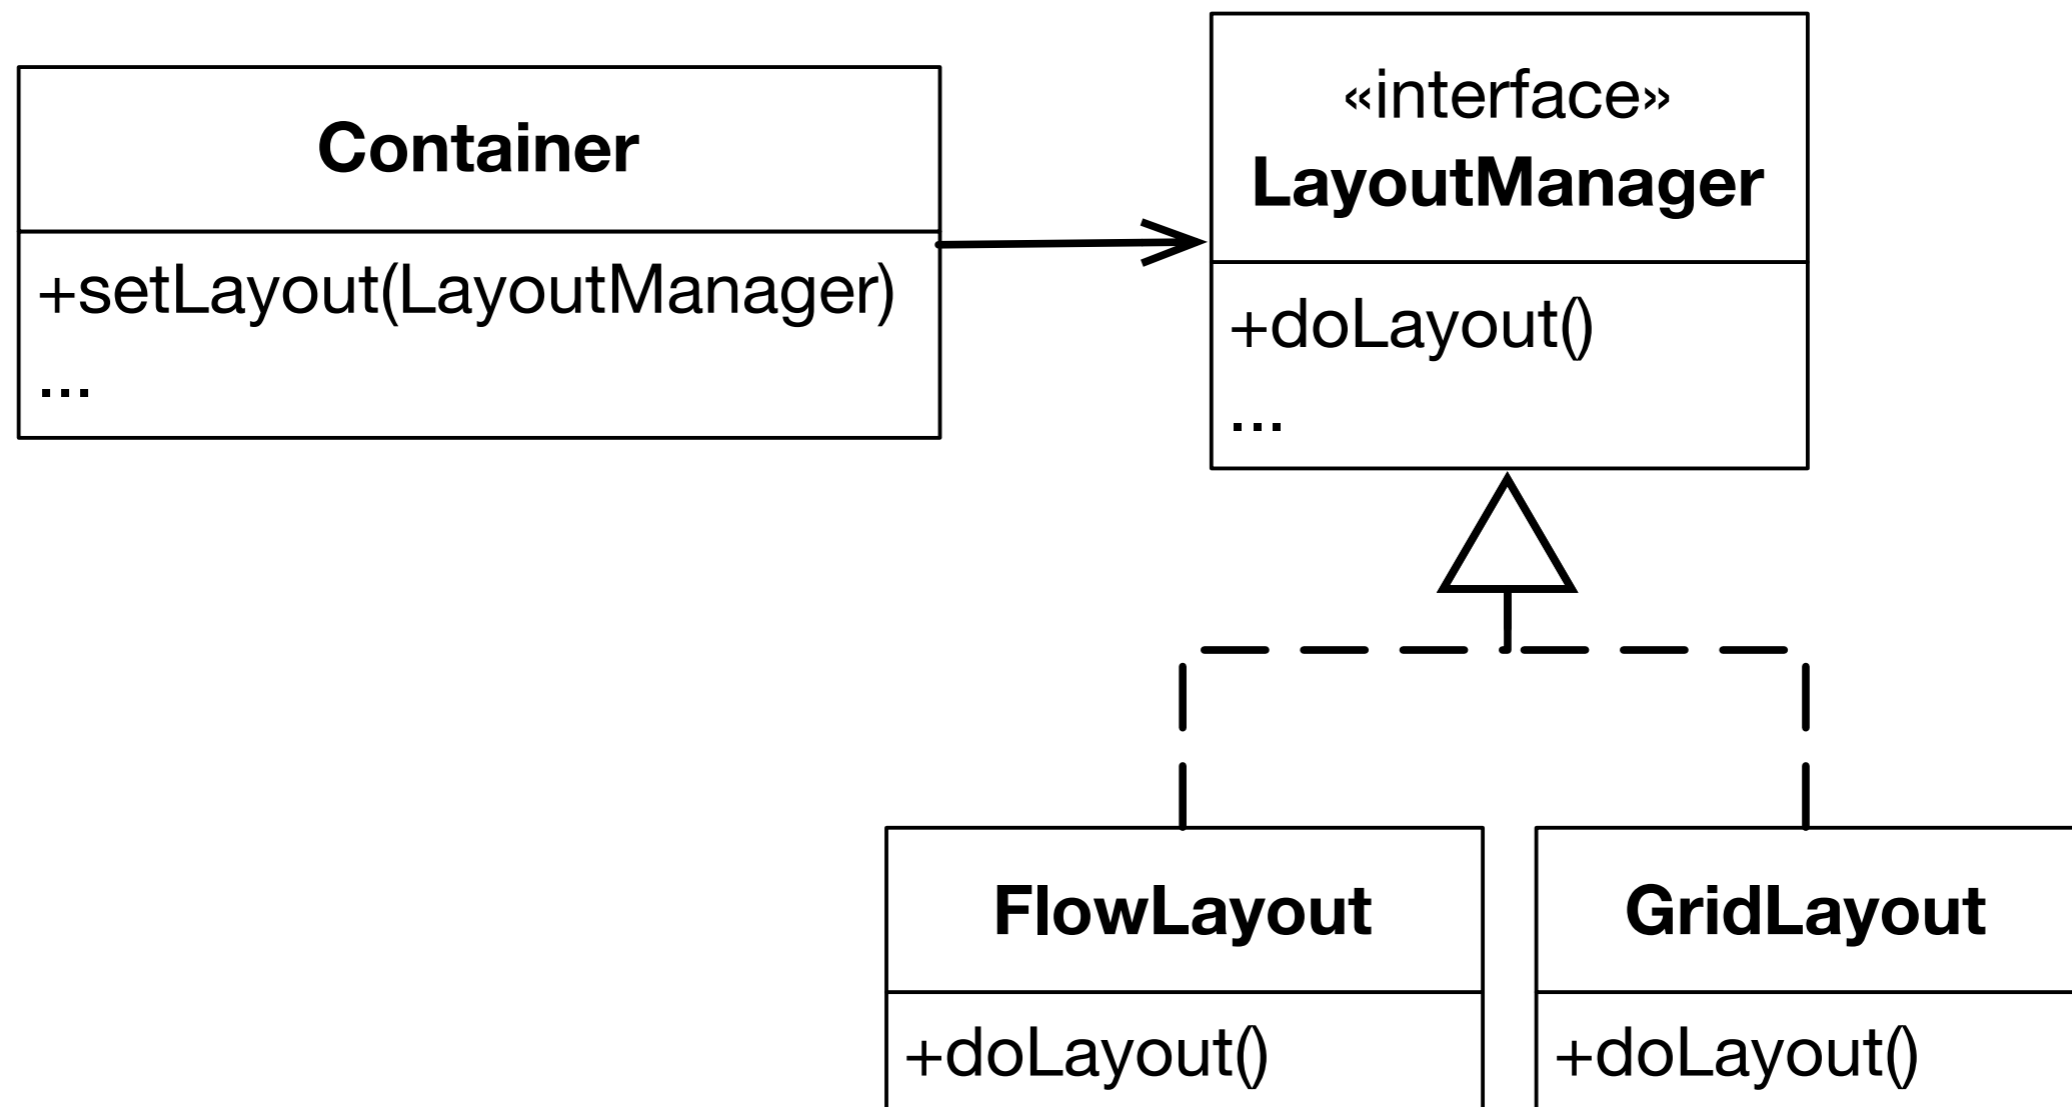 Container
+setLayout(LayoutManager)
...
«interface»
LayoutManager
+doLayout()
...
FlowLayout
+doLayout()
GridLayout
+doLayout()